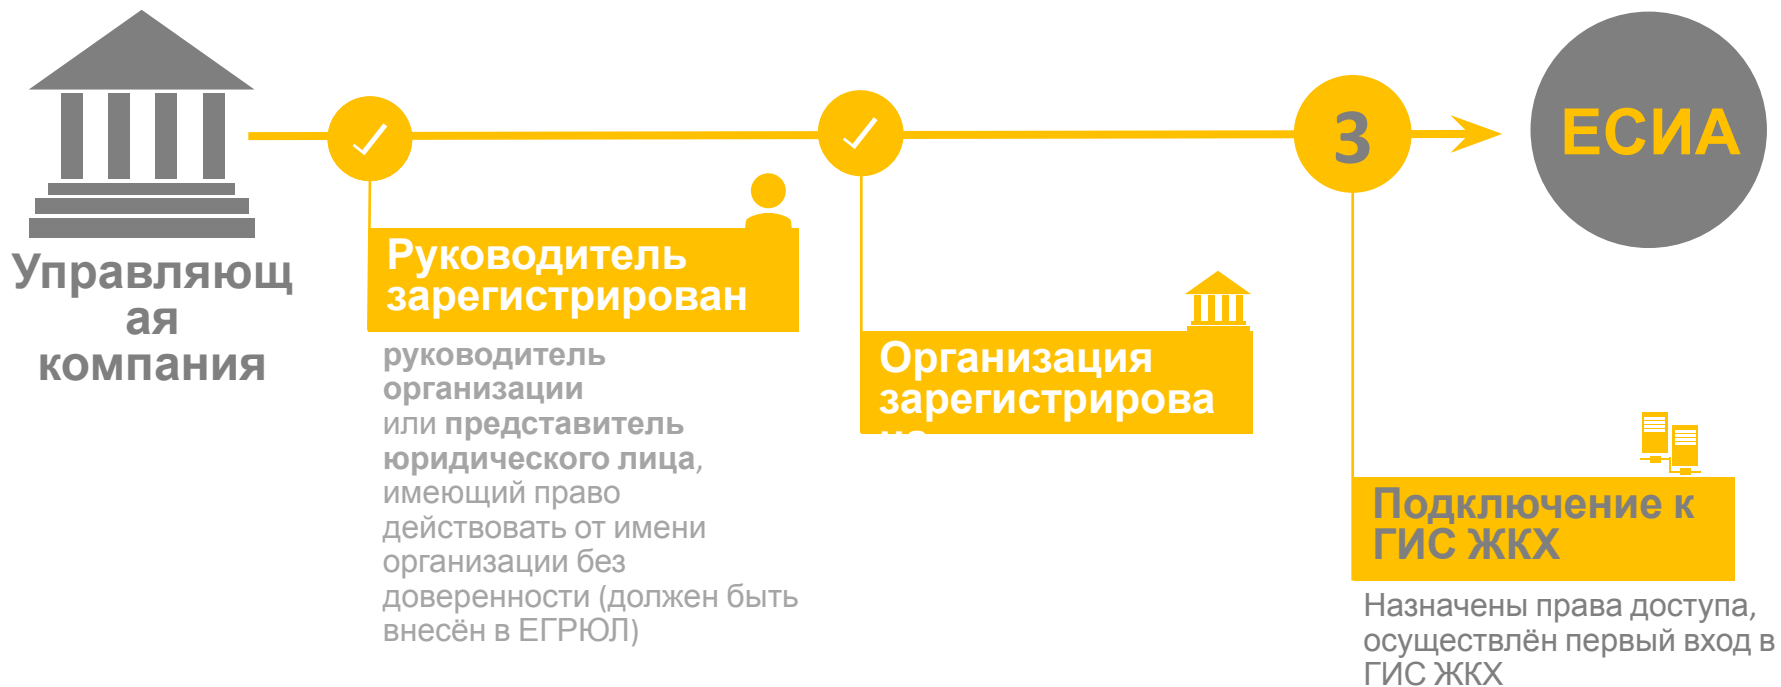 Управляющ
ая
компания
Руководитель
зарегистрирован
руководитель
организации
или представитель
юридического лица,
имеющий право
действовать от имени
организации без
доверенности (должен быть
внесён в ЕГРЮЛ)
Организация
зарегистрирова
на
3
ЕСИА
Подключение к
ГИС ЖКХ
Назначены права доступа,
осуществлён первый вход в
ГИС ЖКХ